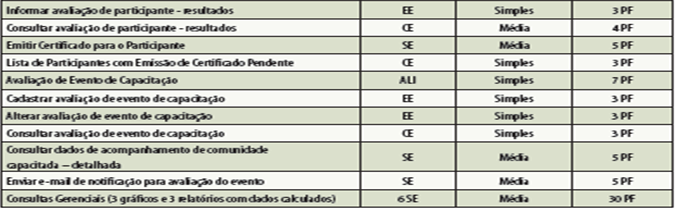 Informar avaliação de participante - resultados EE Simples 3 PF
Consultar avaliação de participante - resultados CE Média 4 PF
Emitir Certificado para o Participante SE Média 5 PF
Lista de Participantes com Emissão de Certificado Pendente CE Simples 3 PF
Avaliação de Evento de Capacitação ALI Simples 7 PF
Cadastrar avaliação de evento de capacitação EE Simples 3 PF
Alterar avaliação de evento de capacitação EE Simples 3 PF
Consultar avaliação de evento de capacitação CE Simples 3 PF
Consultar dados de acompanhamento de comunidade
capacitada – detalhada SE Média 5 PF
Enviar e-mail de notificação para avaliação do evento SE Média 5 PF
Consultas Gerenciais (3 gráficos e 3 relatórios com dados calculados) 6 SE Média 30 PF